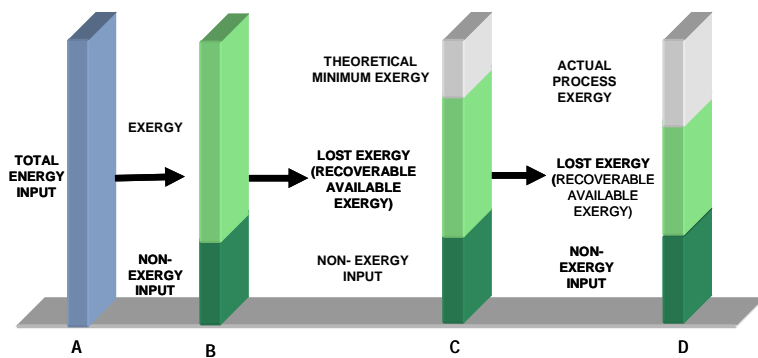 TOTAL
ENERGY
INPUT
EXERGY
NON-
EXERGY
INPUT
THEORETICAL
MINIMUM EXERGY
LOST EXERGY
(RECOVERABLE
AVAILABLE
EXERGY)
NON- EXERGY
INPUT
ACTUAL
PROCESS
EXERGY
LOST EXERGY
(RECOVERABLE
AVAILABLE
EXERGY)
NON-
EXERGY
INPUT
A
B
C
D